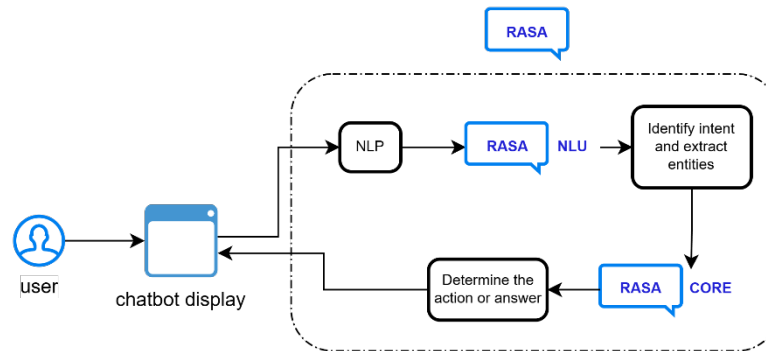 RASA
NLP
RASA NLU
Identify intent
and extract
entities
user
chatbot display
Determine the
action or answer
RASA CORE